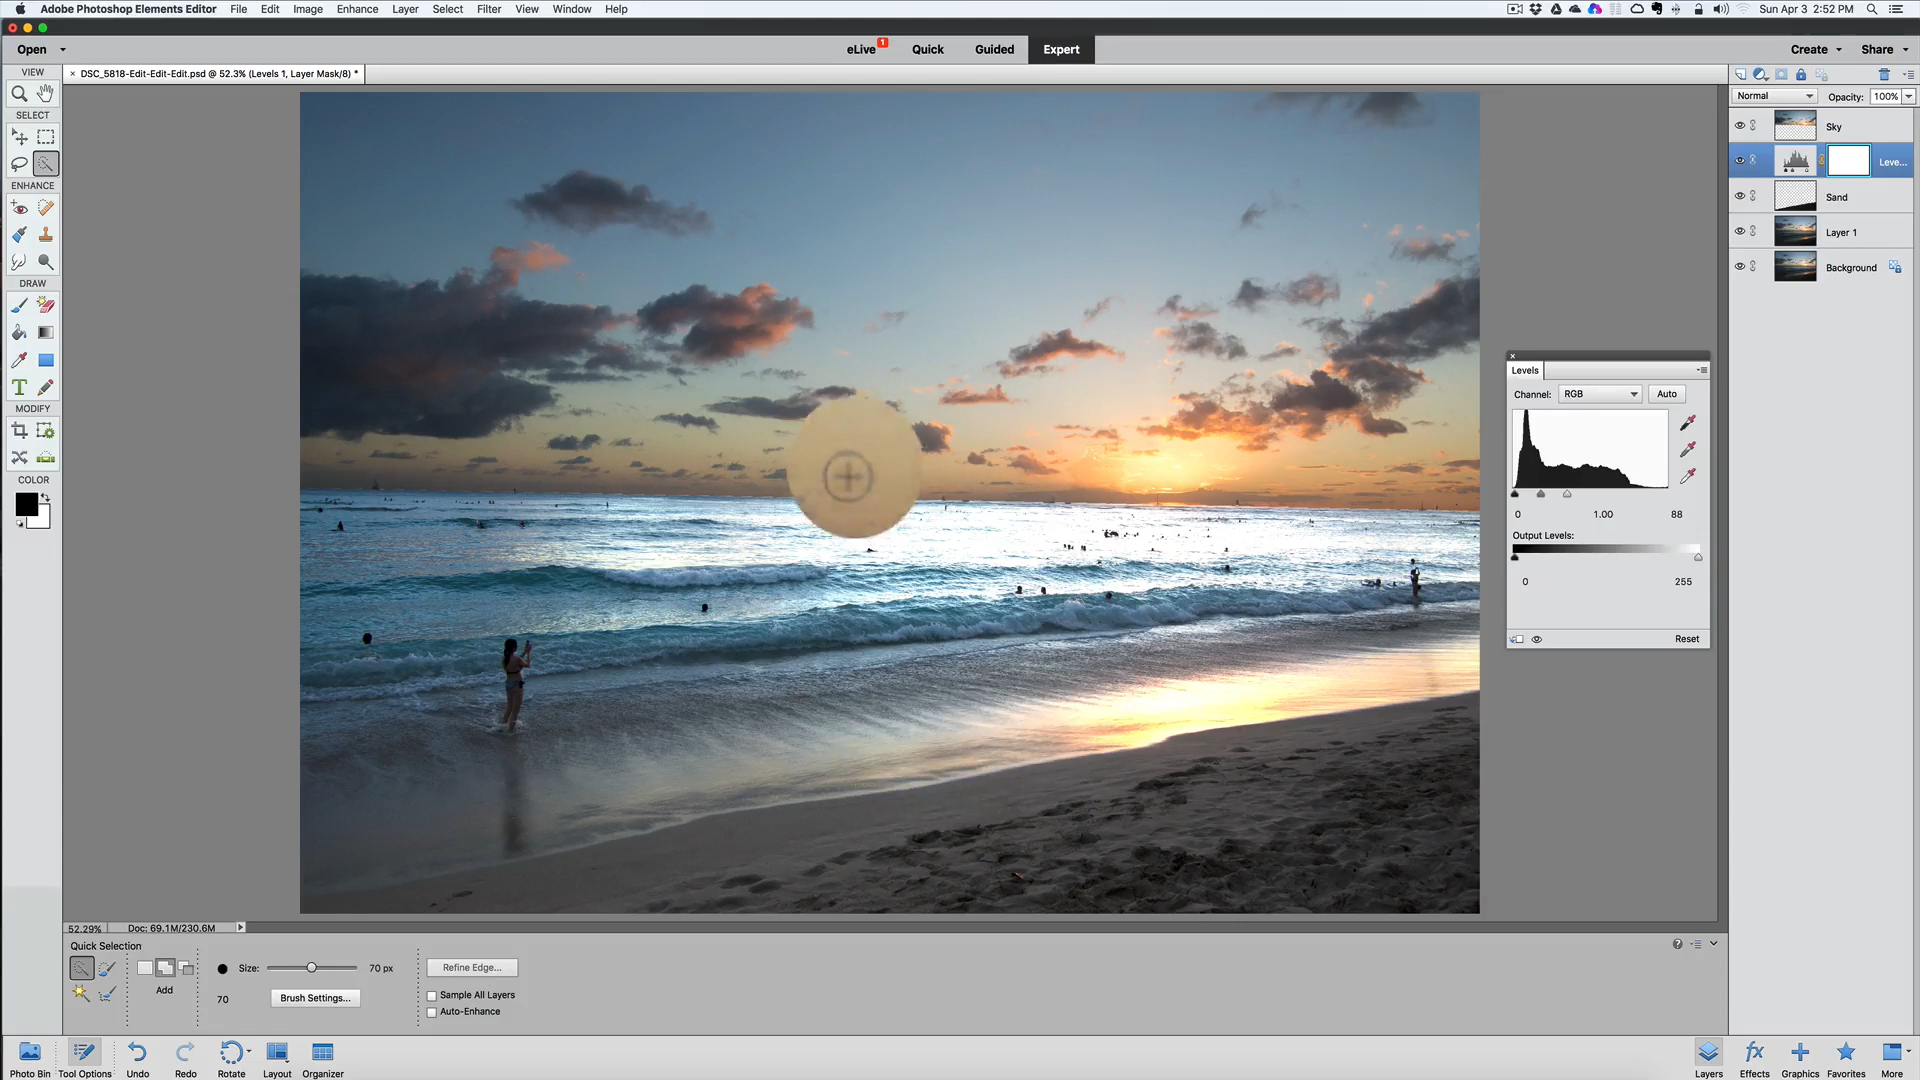 Adobe Photoshop Elements Editor File Edit Image Enhance Layer Select Filter View Window Help Sun Apr 3 2:52 PM
Open eLive 1 Quick Guided Expert Create Share
VIEW
× DSC_5818-Edit-Edit-Edit.psd @ 52.3% (Levels 1, Layer Mask/8) *
Normal Opacity: 100%
SELECT
Sky
Leve...
ENHANCE
Sand
Layer 1
Background
DRAW
Levels
Channel: RGB Auto
T
MODIFY
COLOR
0 1.00 88
Output Levels:
0 255
Reset
52.29% Doc: 69.1M/230.6M
Quick Selection
Size: 70 px Refine Edge...
Add
70 Brush Settings... Sample All Layers
Auto-Enhance
fx
Photo Bin Tool Options Undo Redo Rotate Layout Organizer Layers Effects Graphics Favorites More